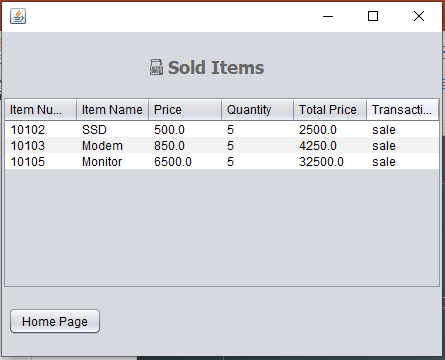 Sold Items
Item Nu... Item Name Price Quantity Total Price Transacti...
10102 SSD 500.0 5 2500.0 sale
10103 Modem 850.0 5 4250.0 sale
10105 Monitor 6500.0 5 32500.0 sale
Home Page